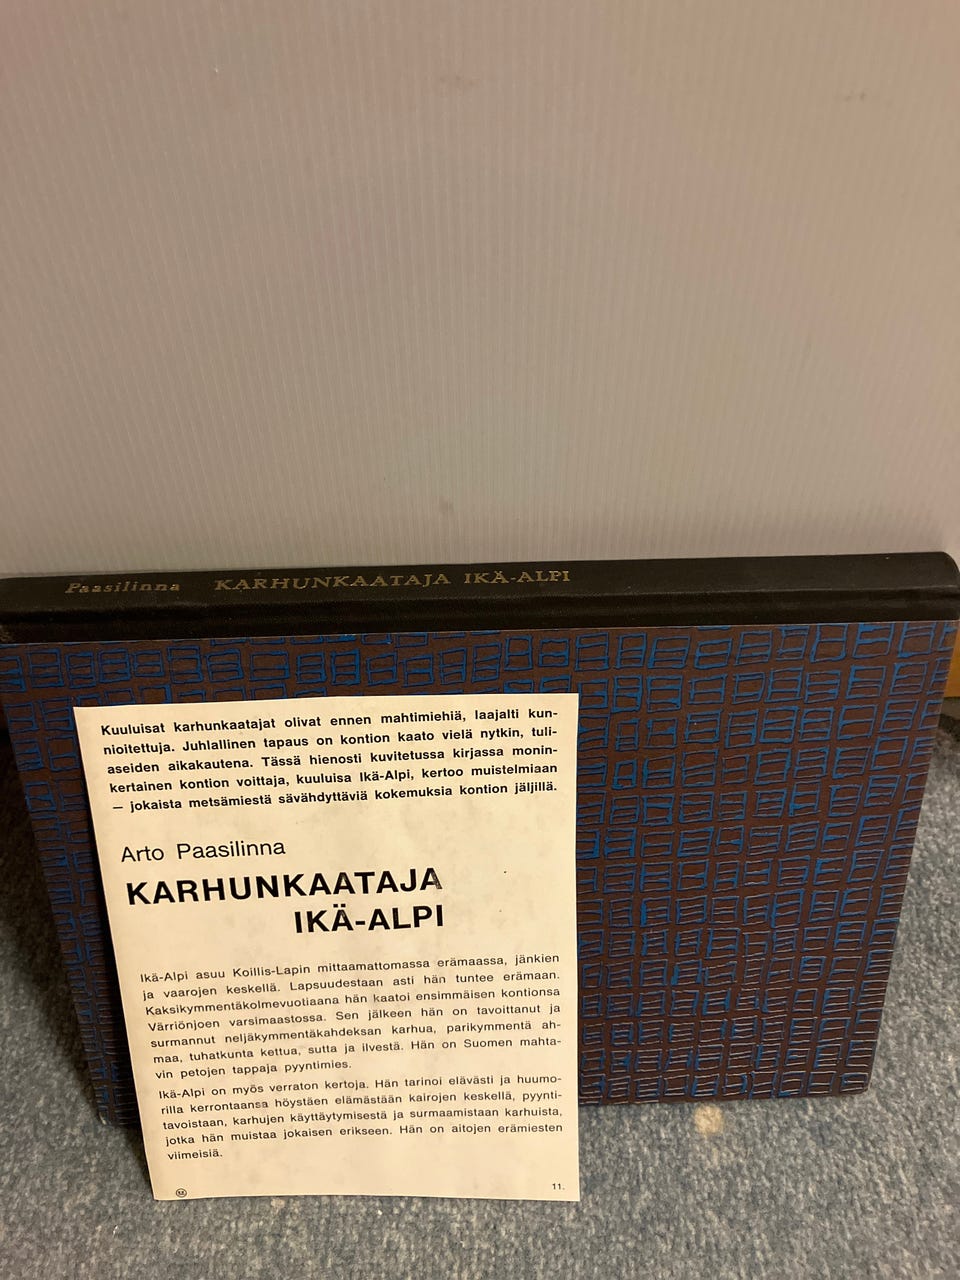 Paasilinna KARHUNKAATAJA IKÄ-ALPI
Kuuluisat karhunkaatajat olivat ennen mahtimiehiä, laajalti kun-
nioitettuja. Juhlallinen tapaus on kontion kaato vielä nytkin, tuli-
aseiden aikakautena. Tässä hienosti kuvitetussa kirjassa monin-
kertainen kontion voittaja, kuuluisa Ikä-Alpi, kertoo muistelmiaan
— jokaista metsämiestä sävähdyttäviä kokemuksia kontion jäljillä.
Arto Paasilinna
KARHUNKAATAJA
IKÄ-ALPI
Ikä-Alpi asuu Koillis-Lapin mittaamattomassa erämaassa, jänkien
ja vaarojen keskellä. Lapsuudestaan asti hän tuntee erämaan.
Kaksikymmentäkolmevuotiaana hän kaatoi ensimmäisen kontionsa
Värriönjoen varsimaastossa. Sen jälkeen hän on tavoittanut ja
surmannut neljäkymmentäkahdeksan karhua, parikymmentä ah-
maa, tuhatkunta kettua, sutta ja ilvestä. Hän on Suomen mahta-
vin petojen tappaja pyyntimies.
Ikä-Alpi on myös verraton kertoja. Hän tarinoi elävästi ja huumo-
rilla kerrontaansa höystäen elämästään kairojen keskellä, pyynti-
tavoistaan, karhujen käyttäytymisestä ja surmaamistaan karhuista,
jotka hän muistaa jokaisen erikseen. Hän on aitojen erämiesten
viimeisiä.
11.